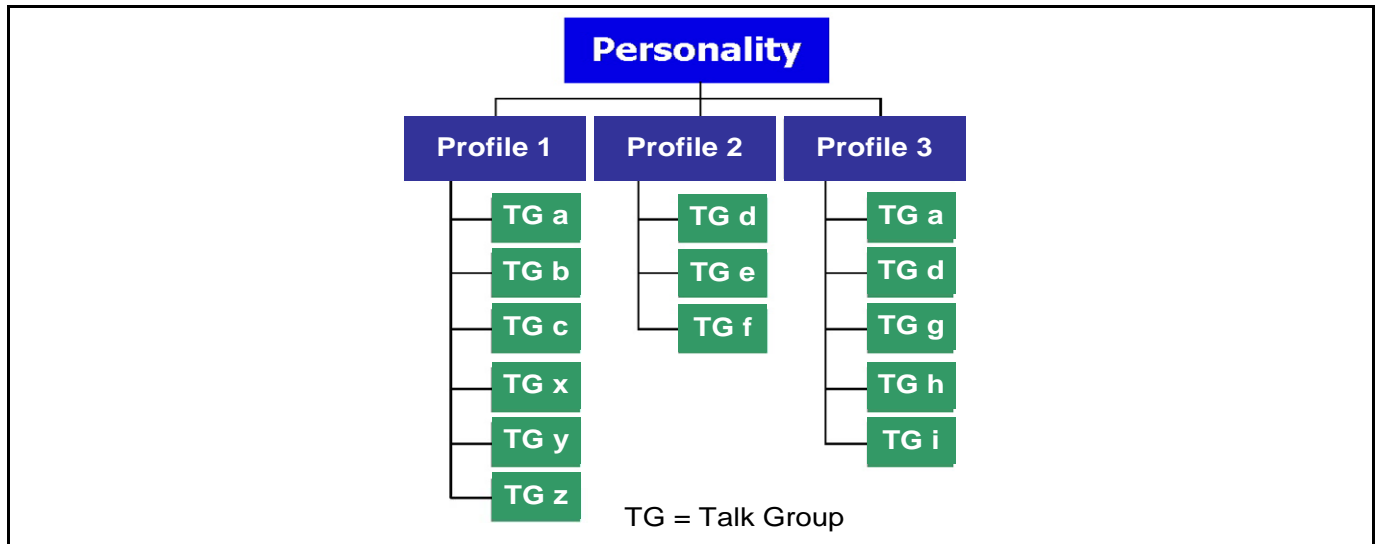 Personality
Profile 1
Profile 2
Profile 3
TG a
TG b
TG c
TG x
TG y
TG z
TG d
TG e
TG f
TG a
TG d
TG g
TG h
TG i
TG = Talk Group